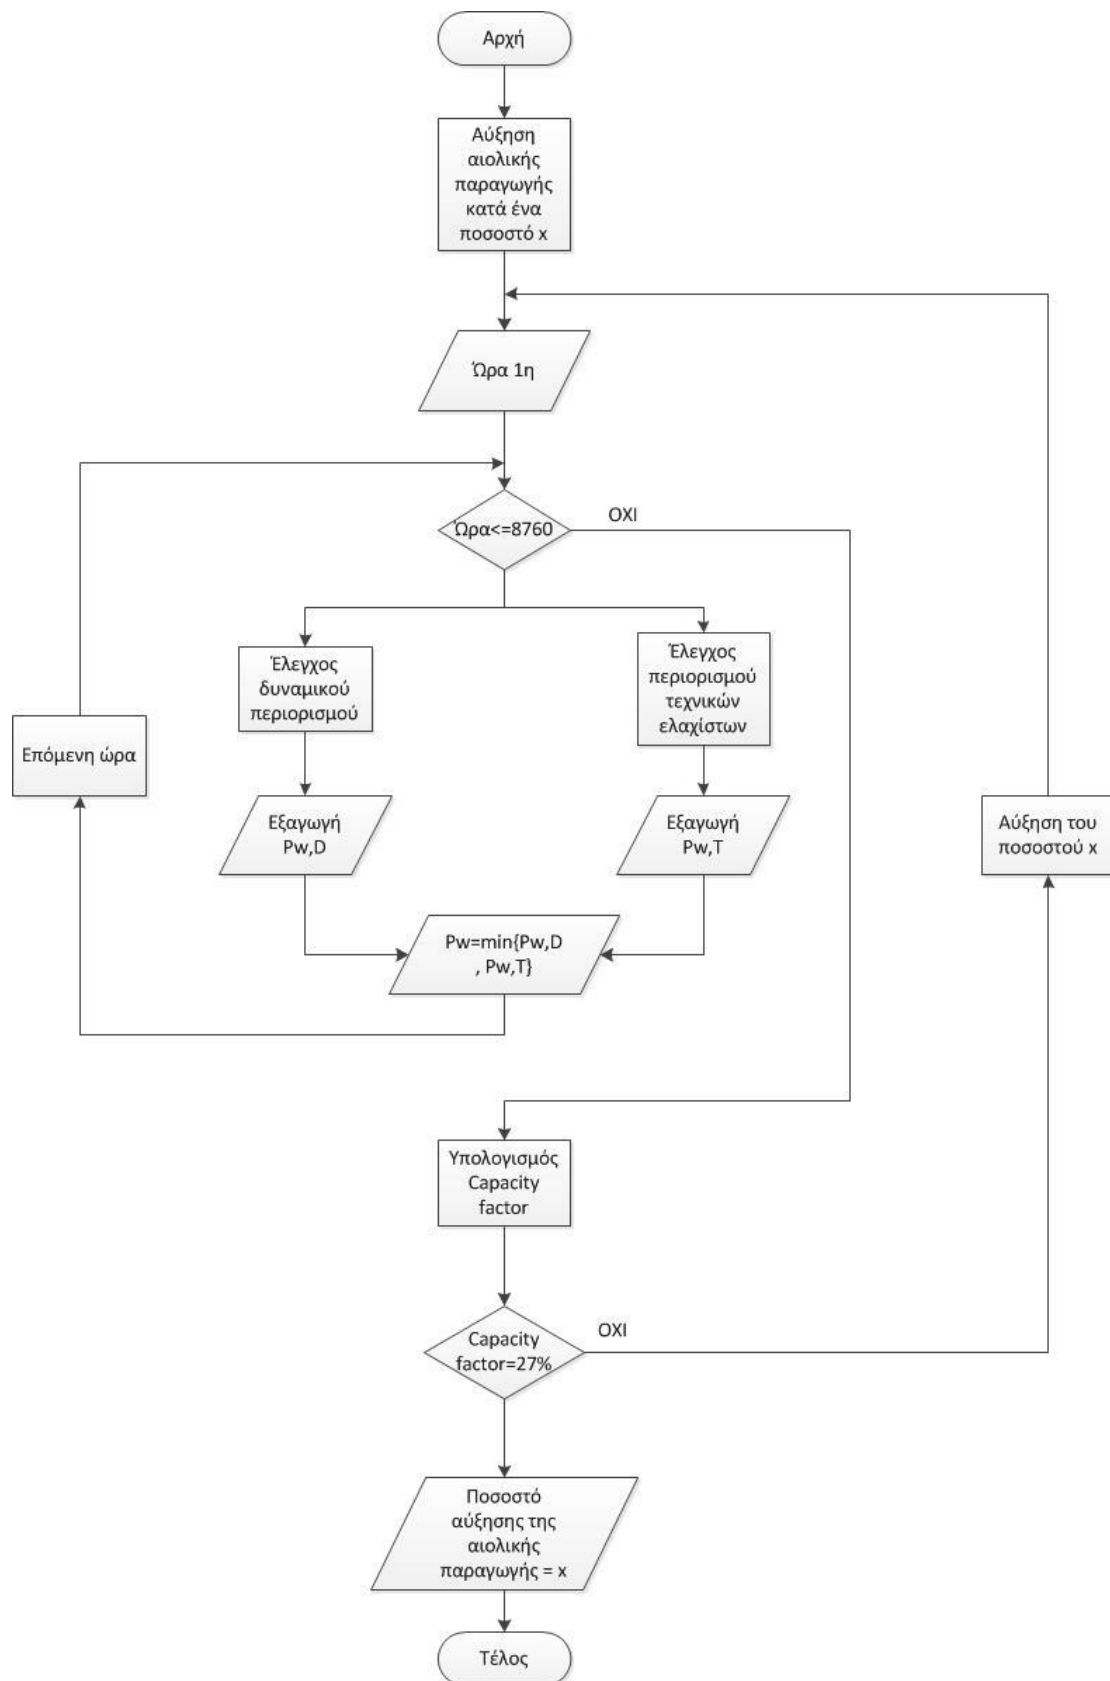 Αρχή
Αύξηση
αιολικής
παραγωγής
κατά ένα
ποσοστό x
Ώρα 1η
Ώρα<=8760
ΟΧΙ
Έλεγχος
δυναμικού
περιορισμού
Έλεγχος
περιορισμού
τεχνικών
ελαχίστων
Επόμενη ώρα
Εξαγωγή
Pw,D
Εξαγωγή
Pw,T
Αύξηση του
ποσοστού x
Pw=min{Pw,D
, Pw,T}
Υπολογισμός
Capacity
factor
Capacity
factor=27%
ΟΧΙ
Ποσοστό
αύξησης της
αιολικής
παραγωγής = x
Τέλος